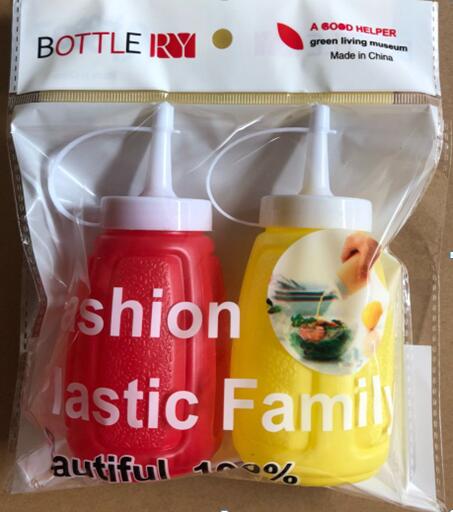 BOTTLE RY
A GOOD HELPER
green living museum
Made in China
ashion
lastic Family
autiful 100%